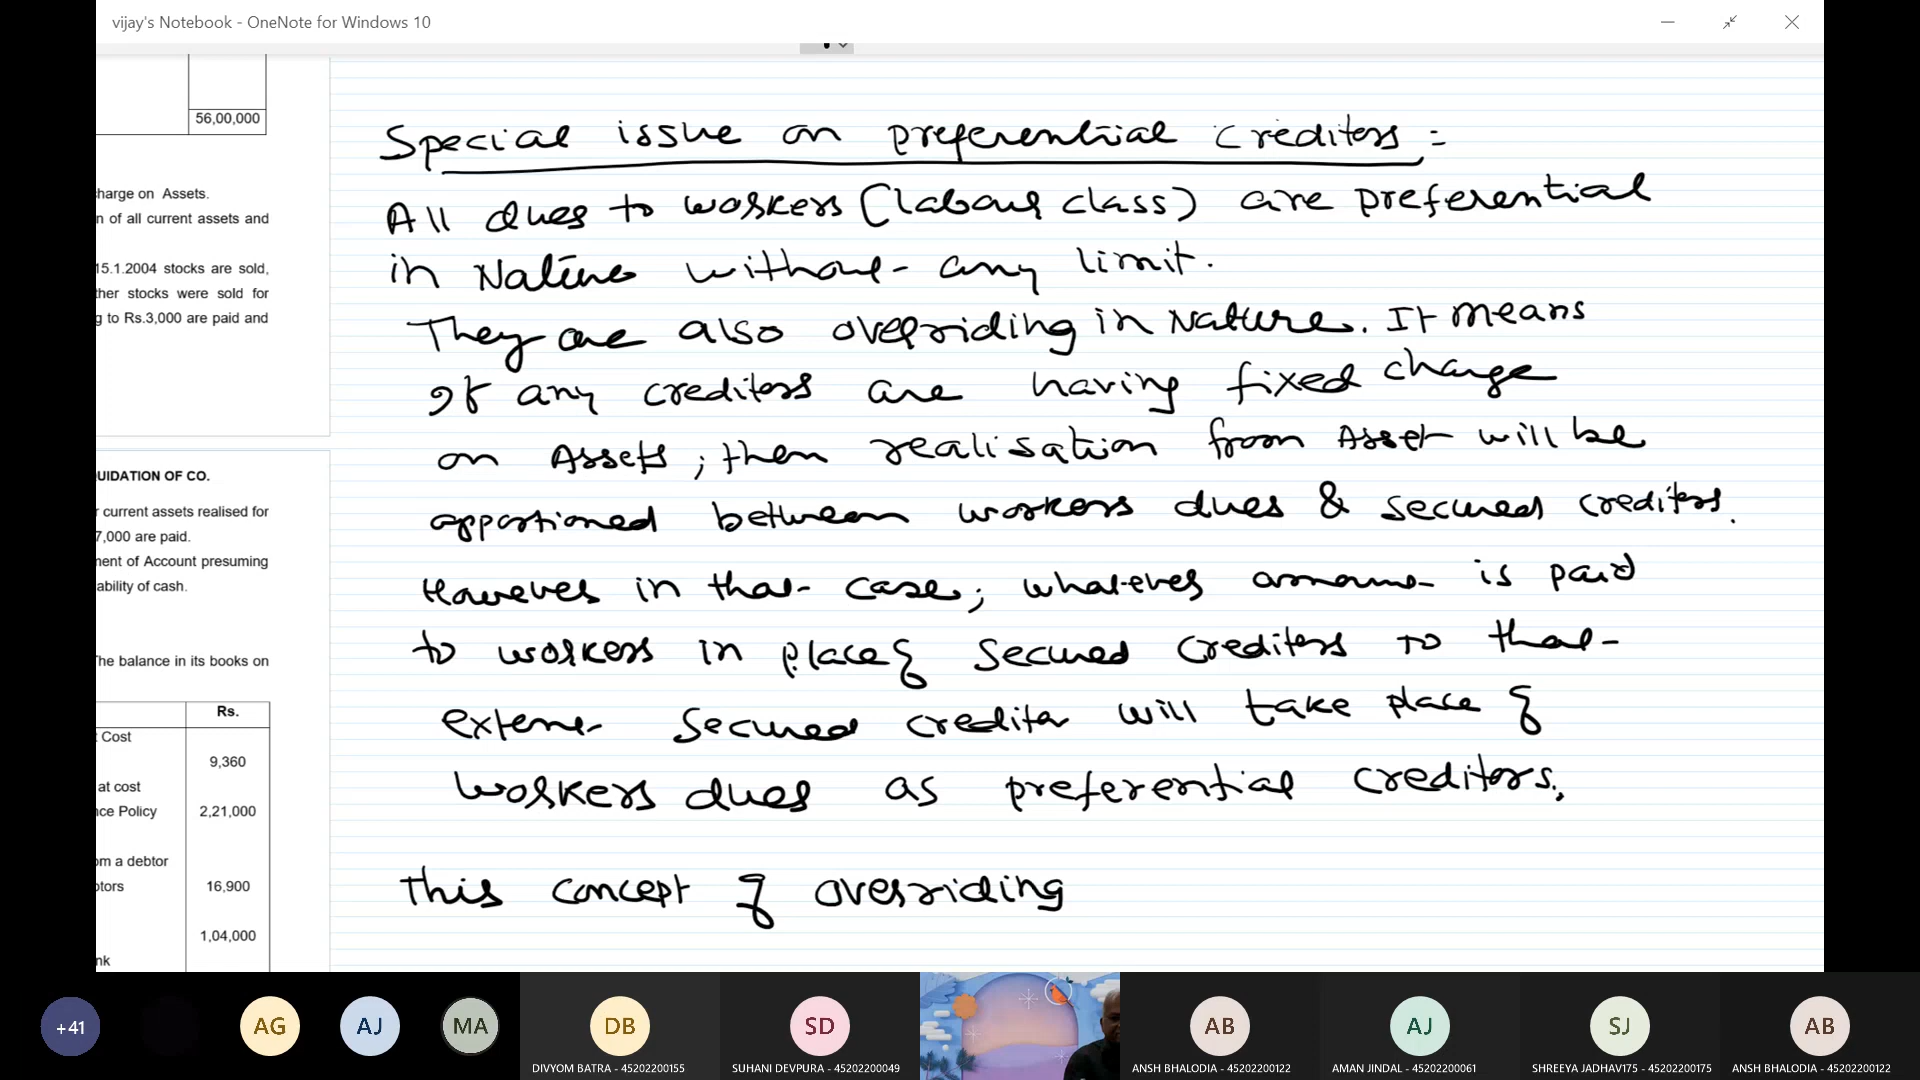 vijay's Notebook - OneNote for Windows 10
56,00,000
harge on Assets.
n of all current assets and
15.1.2004 stocks are sold,
ther stocks were sold for
g to Rs.3,000 are paid and
UIDATION OF CO.
r current assets realised for
7,000 are paid.
ment of Account presuming
ability of cash.
The balance in its books on
Rs.
Cost
9,360
at cost
nce Policy 2,21,000
om a debtor
otors 16,900
1,04,000
nk
Special issue on preferential creditors :
All dues to workers (labour class) are preferential
in Nature without any limit.
They are also overriding in Nature. It means
if any creditors are having fixed charge
on Assets ; then realisation from Asset will be
apportioned between workers dues & secured creditors.
However in that case ; whatever amount is paid
to workers in place of secured creditors to that
extent secured creditor will take place of
workers dues as preferential creditors.
This concept of overriding
+41
AG
AJ
MA
DB
SD
AB
AJ
SJ
AB
DIVYOM BATRA - 45202200155
SUHANI DEVPURA - 45202200049
ANSH BHALODIA - 45202200122
AMAN JINDAL - 45202200061
SHREEYA JADHAV175 - 45202200175
ANSH BHALODIA - 45202200122